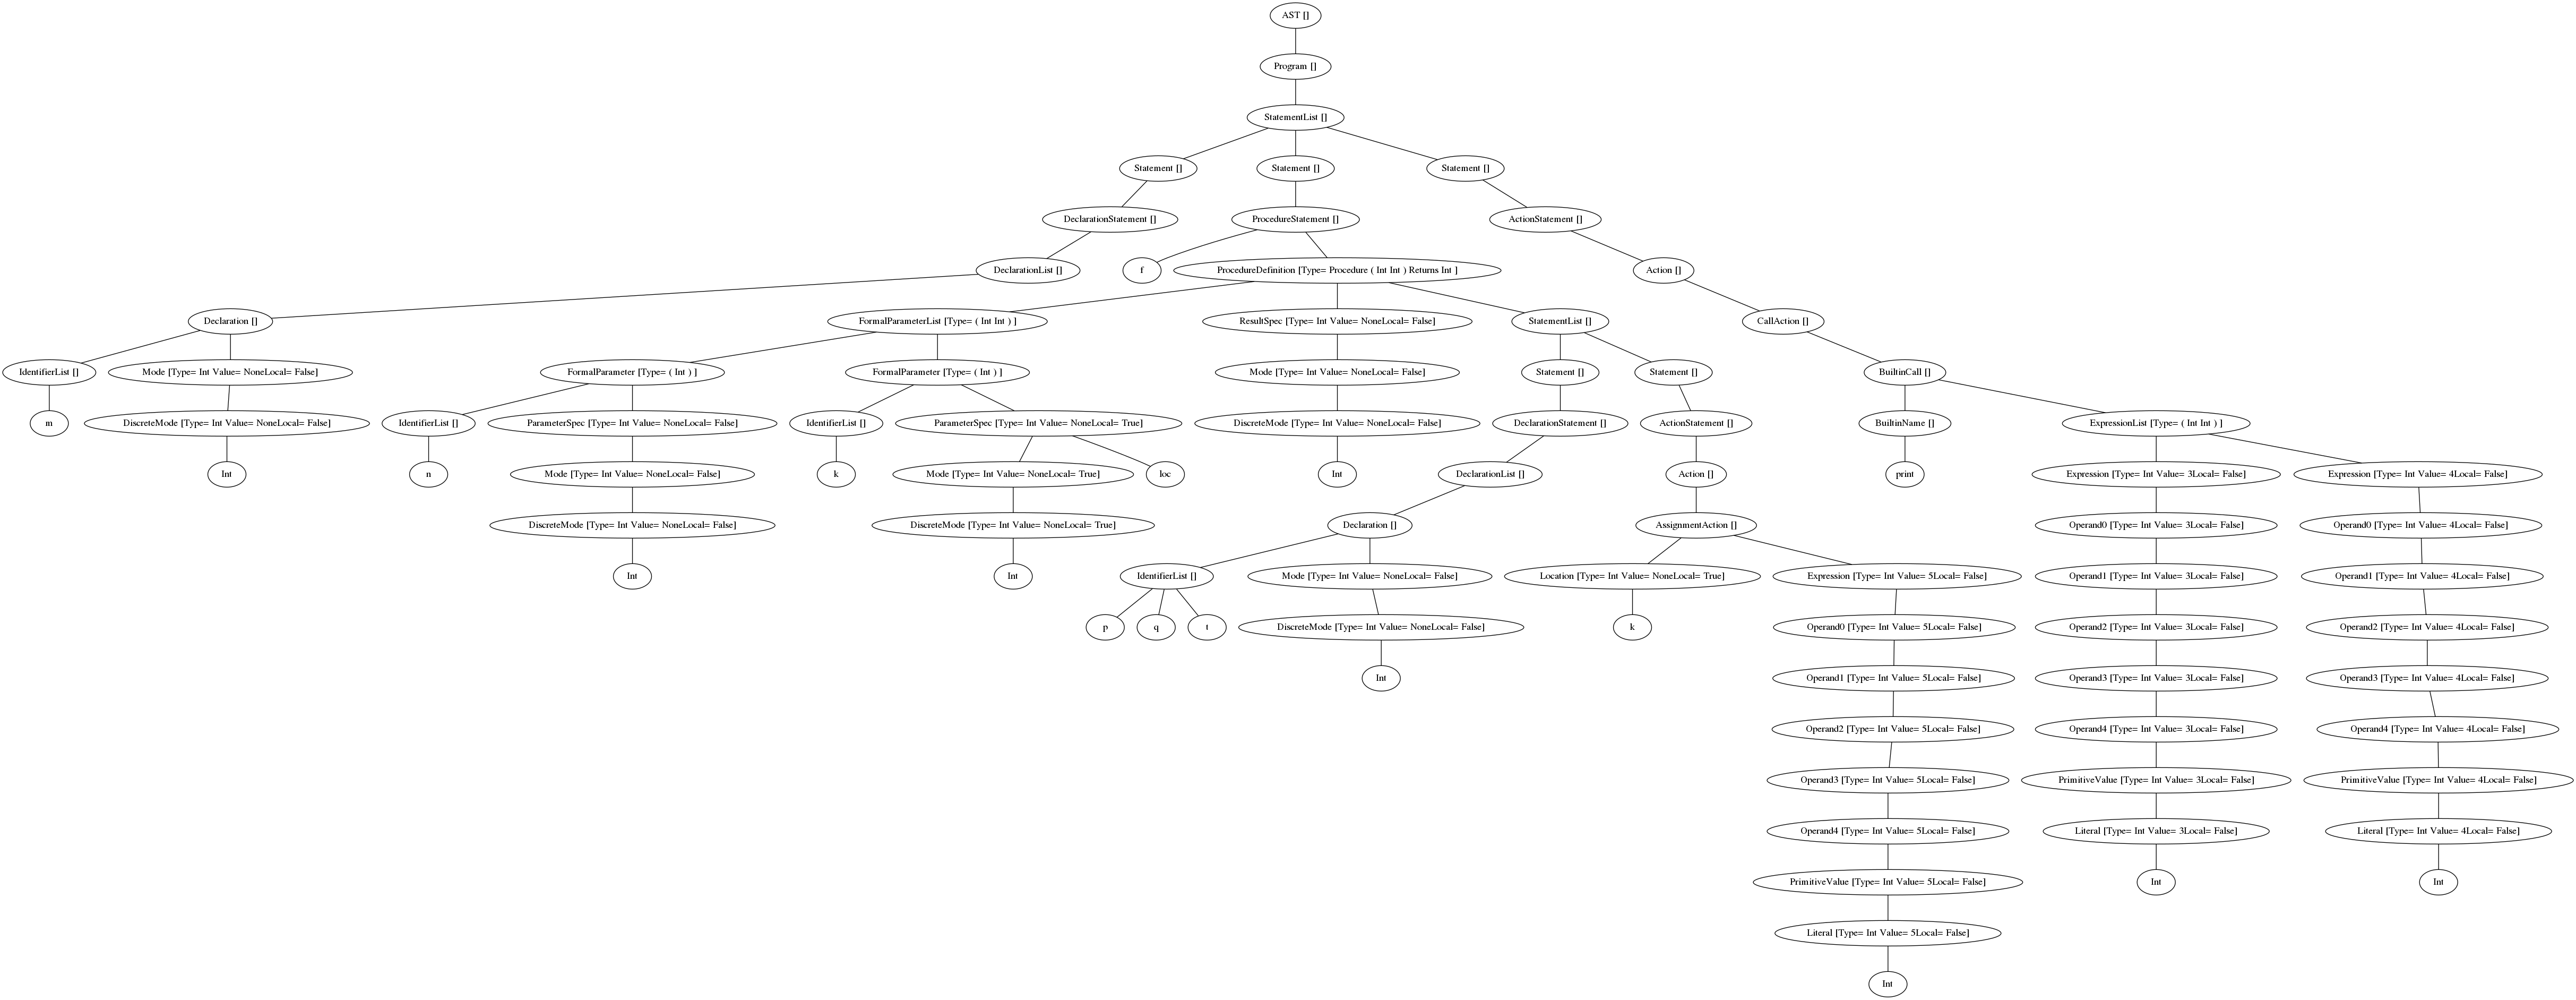 AST []
Program []
StatementList []
Statement []
Statement []
Statement []
DeclarationStatement []
ProcedureStatement []
ActionStatement []
DeclarationList []
f
ProcedureDefinition [Type= Procedure ( Int Int ) Returns Int ]
Action []
Declaration []
FormalParameterList [Type= ( Int Int ) ]
ResultSpec [Type= Int Value= NoneLocal= False]
StatementList []
CallAction []
IdentifierList []
Mode [Type= Int Value= NoneLocal= False]
FormalParameter [Type= ( Int ) ]
FormalParameter [Type= ( Int ) ]
Mode [Type= Int Value= NoneLocal= False]
Statement []
Statement []
BuiltinCall []
m
DiscreteMode [Type= Int Value= NoneLocal= False]
IdentifierList []
ParameterSpec [Type= Int Value= NoneLocal= False]
IdentifierList []
ParameterSpec [Type= Int Value= NoneLocal= True]
DiscreteMode [Type= Int Value= NoneLocal= False]
DeclarationStatement []
ActionStatement []
BuiltinName []
ExpressionList [Type= ( Int Int ) ]
Int
n
Mode [Type= Int Value= NoneLocal= False]
k
Mode [Type= Int Value= NoneLocal= True]
loc
Int
DeclarationList []
Action []
print
Expression [Type= Int Value= 3Local= False]
Expression [Type= Int Value= 4Local= False]
DiscreteMode [Type= Int Value= NoneLocal= False]
DiscreteMode [Type= Int Value= NoneLocal= True]
Declaration []
AssignmentAction []
Operand0 [Type= Int Value= 3Local= False]
Operand0 [Type= Int Value= 4Local= False]
Int
Int
IdentifierList []
Mode [Type= Int Value= NoneLocal= False]
Location [Type= Int Value= NoneLocal= True]
Expression [Type= Int Value= 5Local= False]
Operand1 [Type= Int Value= 3Local= False]
Operand1 [Type= Int Value= 4Local= False]
p
q
t
DiscreteMode [Type= Int Value= NoneLocal= False]
k
Operand0 [Type= Int Value= 5Local= False]
Operand2 [Type= Int Value= 3Local= False]
Operand2 [Type= Int Value= 4Local= False]
Int
Operand1 [Type= Int Value= 5Local= False]
Operand3 [Type= Int Value= 3Local= False]
Operand3 [Type= Int Value= 4Local= False]
Operand2 [Type= Int Value= 5Local= False]
Operand4 [Type= Int Value= 3Local= False]
Operand4 [Type= Int Value= 4Local= False]
Operand3 [Type= Int Value= 5Local= False]
PrimitiveValue [Type= Int Value= 3Local= False]
PrimitiveValue [Type= Int Value= 4Local= False]
Operand4 [Type= Int Value= 5Local= False]
Literal [Type= Int Value= 3Local= False]
Literal [Type= Int Value= 4Local= False]
PrimitiveValue [Type= Int Value= 5Local= False]
Int
Int
Literal [Type= Int Value= 5Local= False]
Int